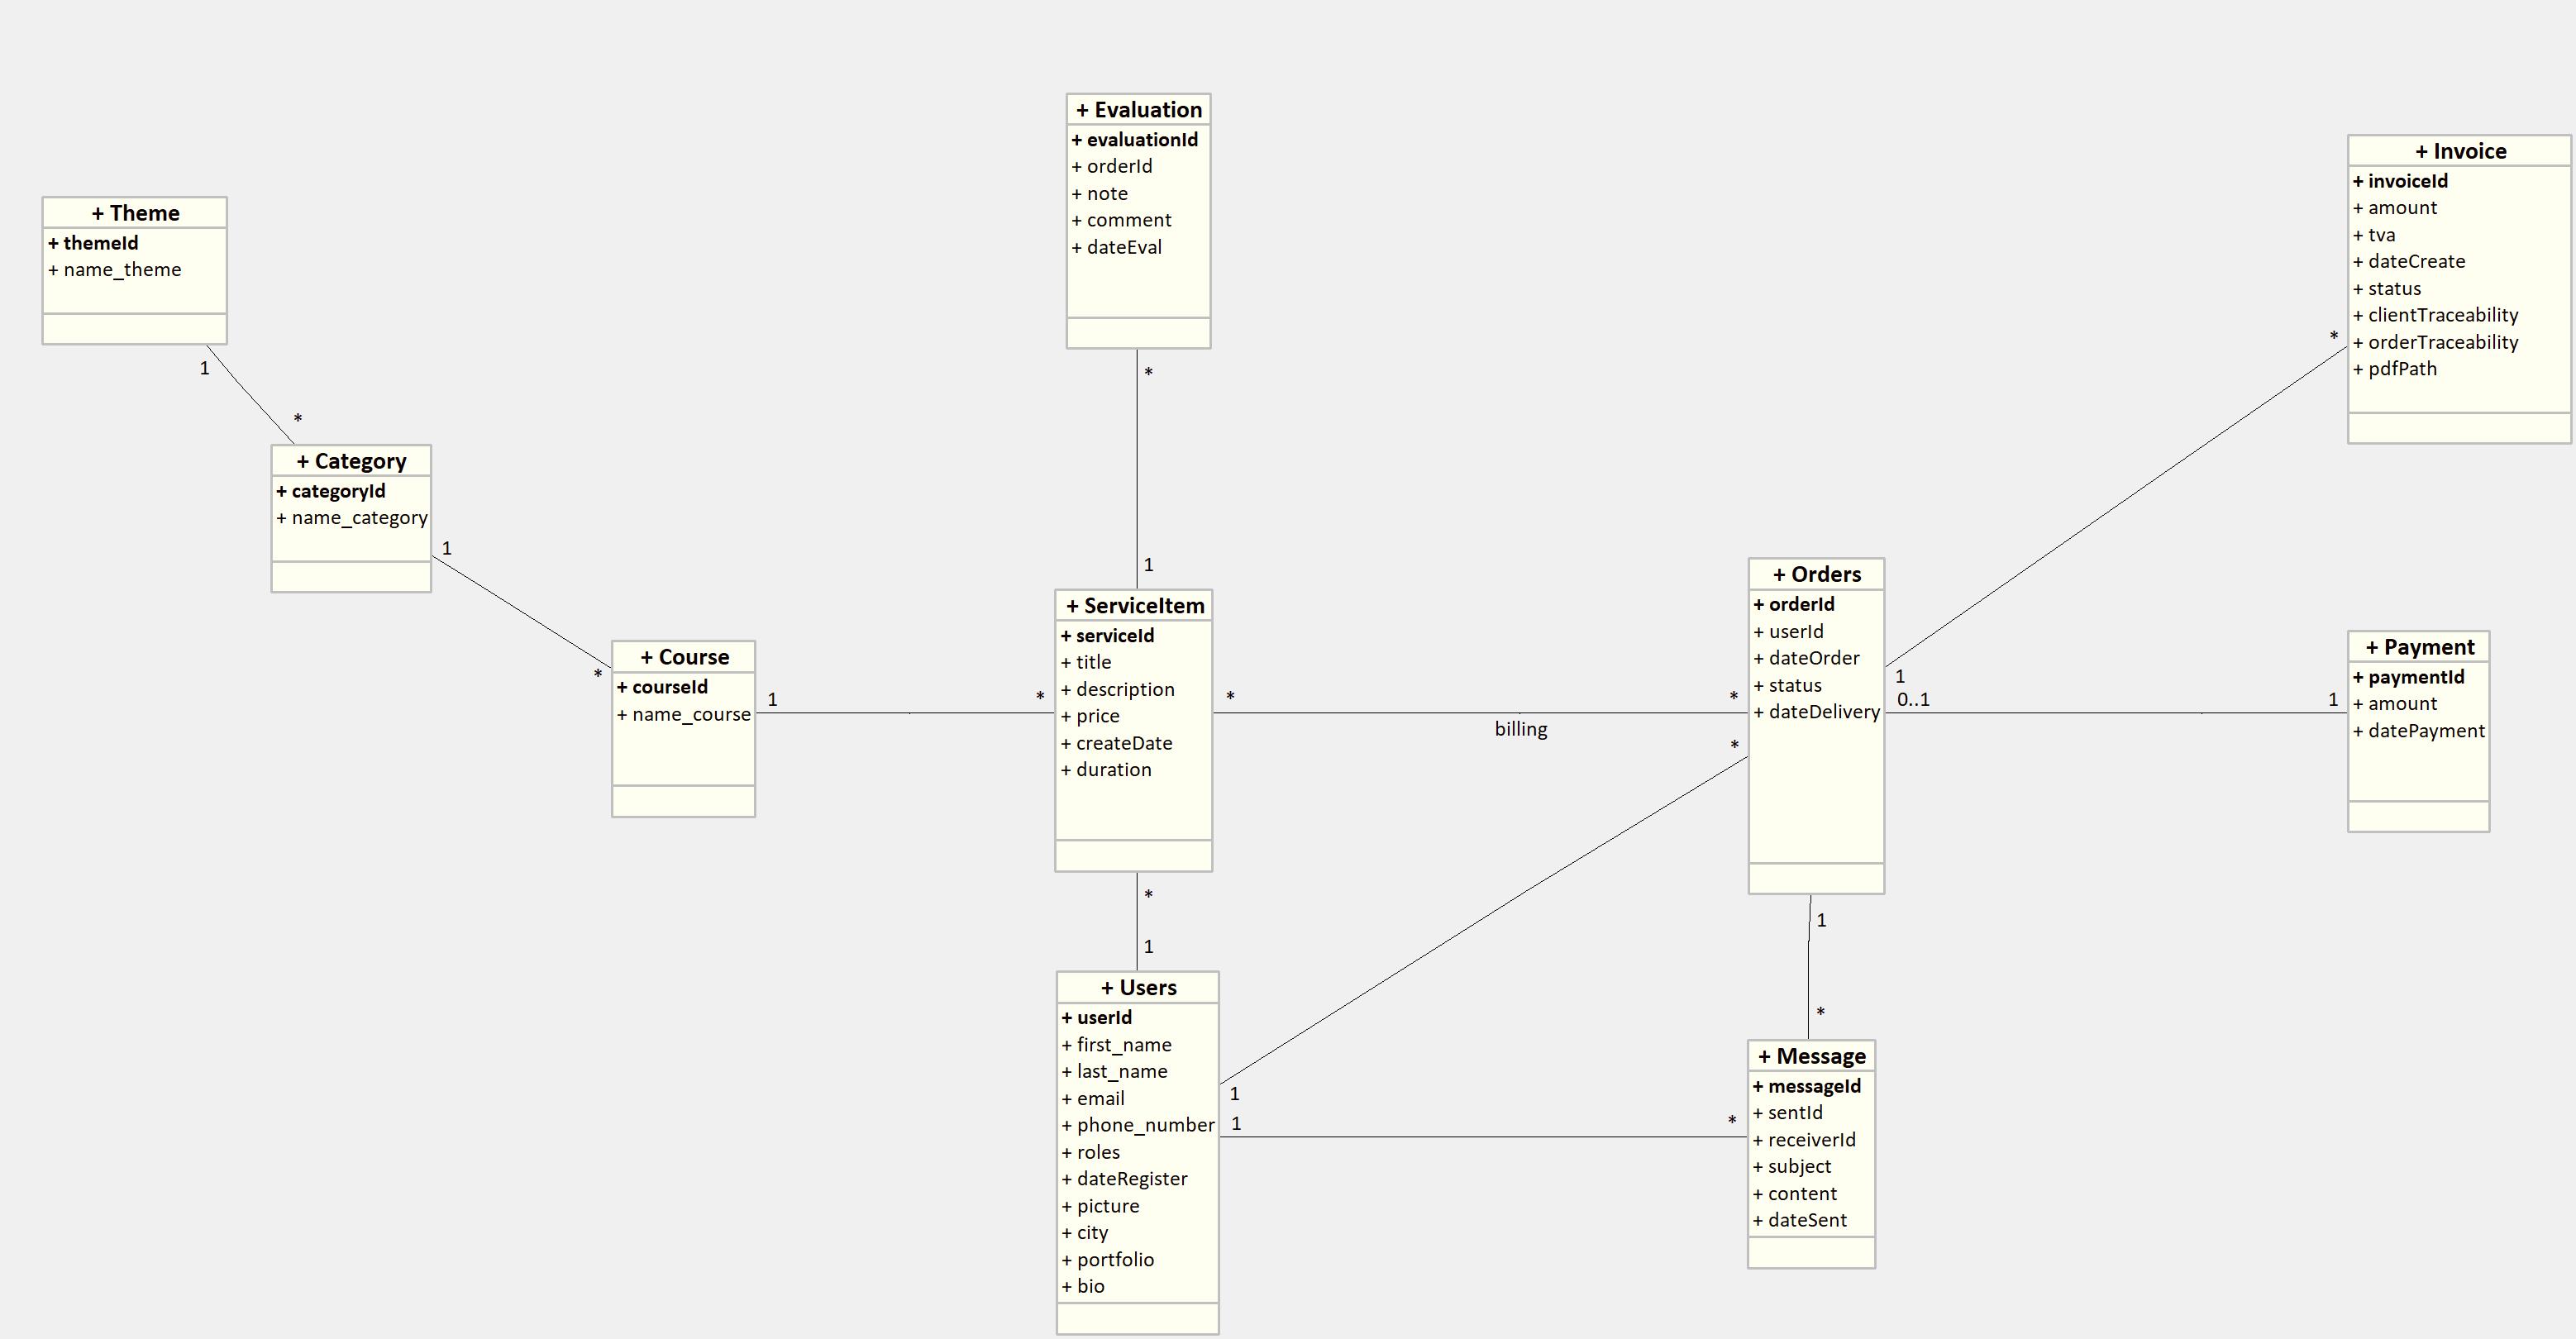 + Evaluation
+ evaluationId
+ orderId
+ note
+ comment
+ dateEval
+ Invoice
+ invoiceId
+ amount
+ tva
+ dateCreate
+ status
+ clientTraceability
+ orderTraceability
+ pdfPath
+ Theme
+ themeId
+ name_theme
1
*
*
*
+ Category
+ categoryId
+ name_category
1
*
1
+ ServiceItem
+ serviceId
+ title
+ description
+ price
+ createDate
+ duration
+ Orders
+ orderId
+ userId
+ dateOrder
+ status
+ dateDelivery
+ Course
+ courseId
+ name_course
1
*
*
*
billing
*
1
0..1
1
+ Payment
+ paymentId
+ amount
+ datePayment
*
1
1
*
+ Users
+ userId
+ first_name
+ last_name
+ email
+ phone_number
+ roles
+ dateRegister
+ picture
+ city
+ portfolio
+ bio
1
1
*
+ Message
+ messageId
+ sentId
+ receiverId
+ subject
+ content
+ dateSent